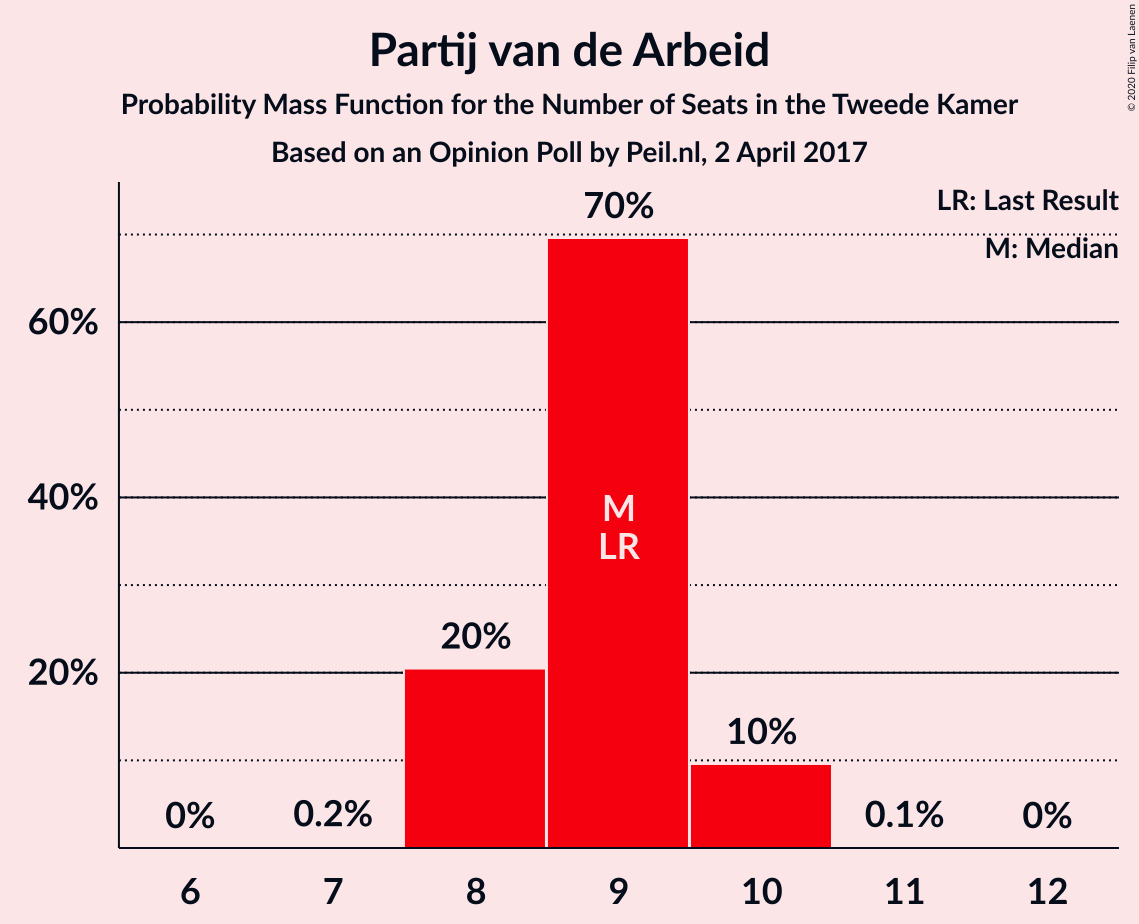 Partij van de Arbeid
Probability Mass Function for the Number of Seats in the Tweede Kamer
Based on an Opinion Poll by Peil.nl, 2 April 2017
© 2020 Filip van Laenen
LR: Last Result
M: Median
60%
40%
20%
0%
0.2%
20%
70%
M
LR
10%
0.1%
0%
6
7
8
9
10
11
12